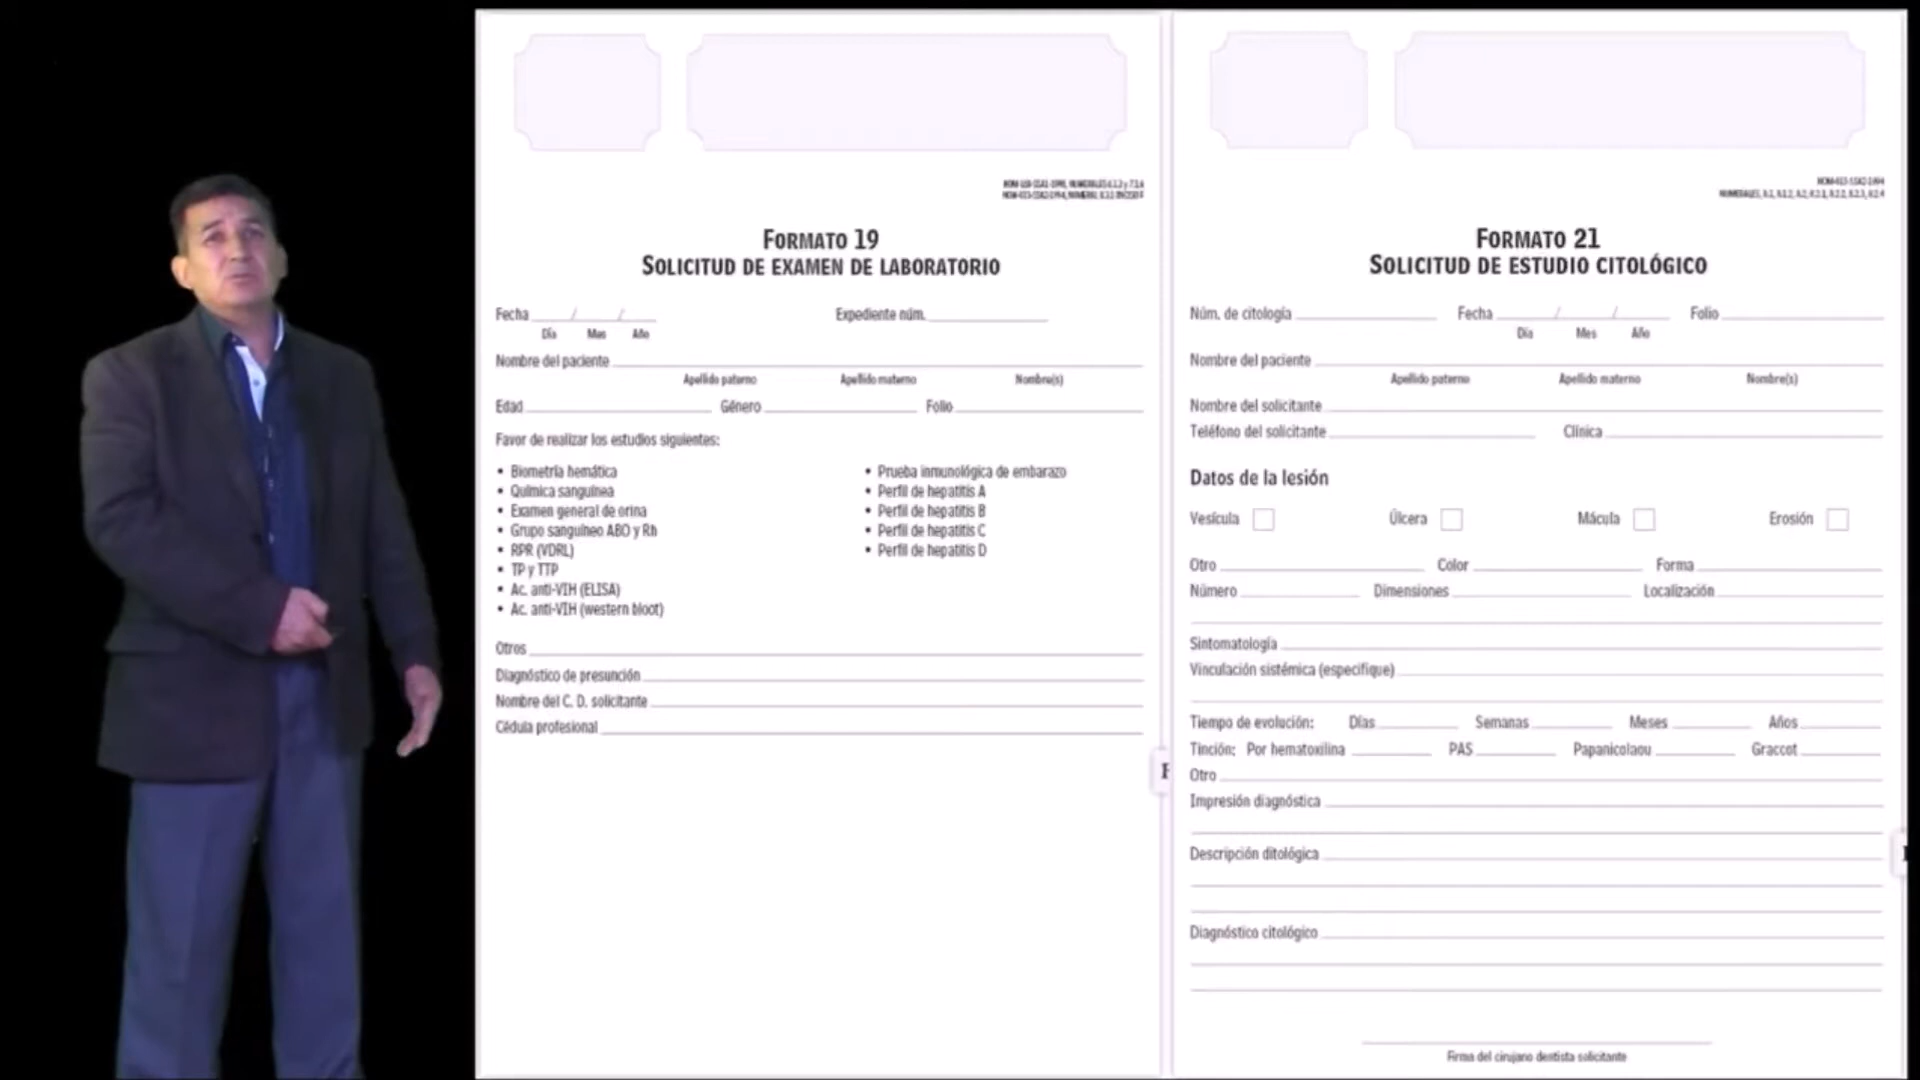 FORMATO 19
SOLICITUD DE EXAMEN DE LABORATORIO
Fecha / / Expediente núm.
Día Mes Año
Nombre del paciente
Apellido paterno Apellido materno Nombre(s)
Edad Género Folio
Favor de realizar los estudios siguientes:
• Biometría hemática
• Química sanguínea
• Examen general de orina
• Grupo sanguíneo ABO y Rh
• RPR (VDRL)
• TP y TTP
• Ac. anti-VIH (ELISA)
• Ac. anti-VIH (western bloot)
• Prueba inmunológica de embarazo
• Perfil de hepatitis A
• Perfil de hepatitis B
• Perfil de hepatitis C
• Perfil de hepatitis D
Otros
Diagnóstico de presunción
Nombre del C. D. solicitante
Cédula profesional
FORMATO 21
SOLICITUD DE ESTUDIO CITOLÓGICO
Núm. de citología Fecha / / Folio
Día Mes Año
Nombre del paciente
Apellido paterno Apellido materno Nombre(s)
Nombre del solicitante
Teléfono del solicitante Clínica
Datos de la lesión
Vesícula Úlcera Mácula Erosión
Otro Color Forma
Número Dimensiones Localización
Sintomatología
Vinculación sistémica (especifique)
Tiempo de evolución: Días Semanas Meses Años
Tinción: Por hematoxilina PAS Papanicolaou Graccot
Otro
Impresión diagnóstica
Descripción ditológica
Diagnóstico citológico
Firma del cirujano dentista solicitante